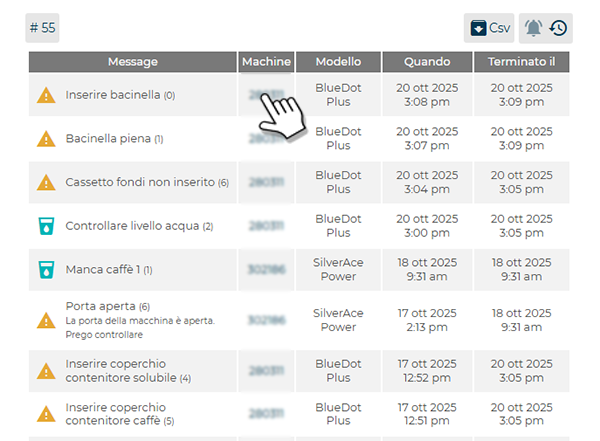 # 55
Csv
Message Machine Modello Quando Terminato il
Inserire bacinella (0) BlueDot Plus 20 ott 2025 3:08 pm 20 ott 2025 3:09 pm
Bacinella piena (1) BlueDot Plus 20 ott 2025 3:07 pm 20 ott 2025 3:09 pm
Cassetto fondi non inserito (6) BlueDot Plus 20 ott 2025 3:04 pm 20 ott 2025 3:05 pm
Controllare livello acqua (2) BlueDot Plus 20 ott 2025 3:00 pm 20 ott 2025 3:05 pm
Manca caffè 1 (1) SilverAce Power 18 ott 2025 9:31 am 18 ott 2025 9:31 am
Porta aperta (6)
La porta della macchina è aperta.
Prego controllare
SilverAce Power 17 ott 2025 2:13 pm 18 ott 2025 9:31 am
Inserire coperchio
contenitore solubile (4)
BlueDot Plus 17 ott 2025 12:52 pm 20 ott 2025 3:05 pm
Inserire coperchio
contenitore caffè (5)
BlueDot Plus 17 ott 2025 12:51 pm 20 ott 2025 3:05 pm